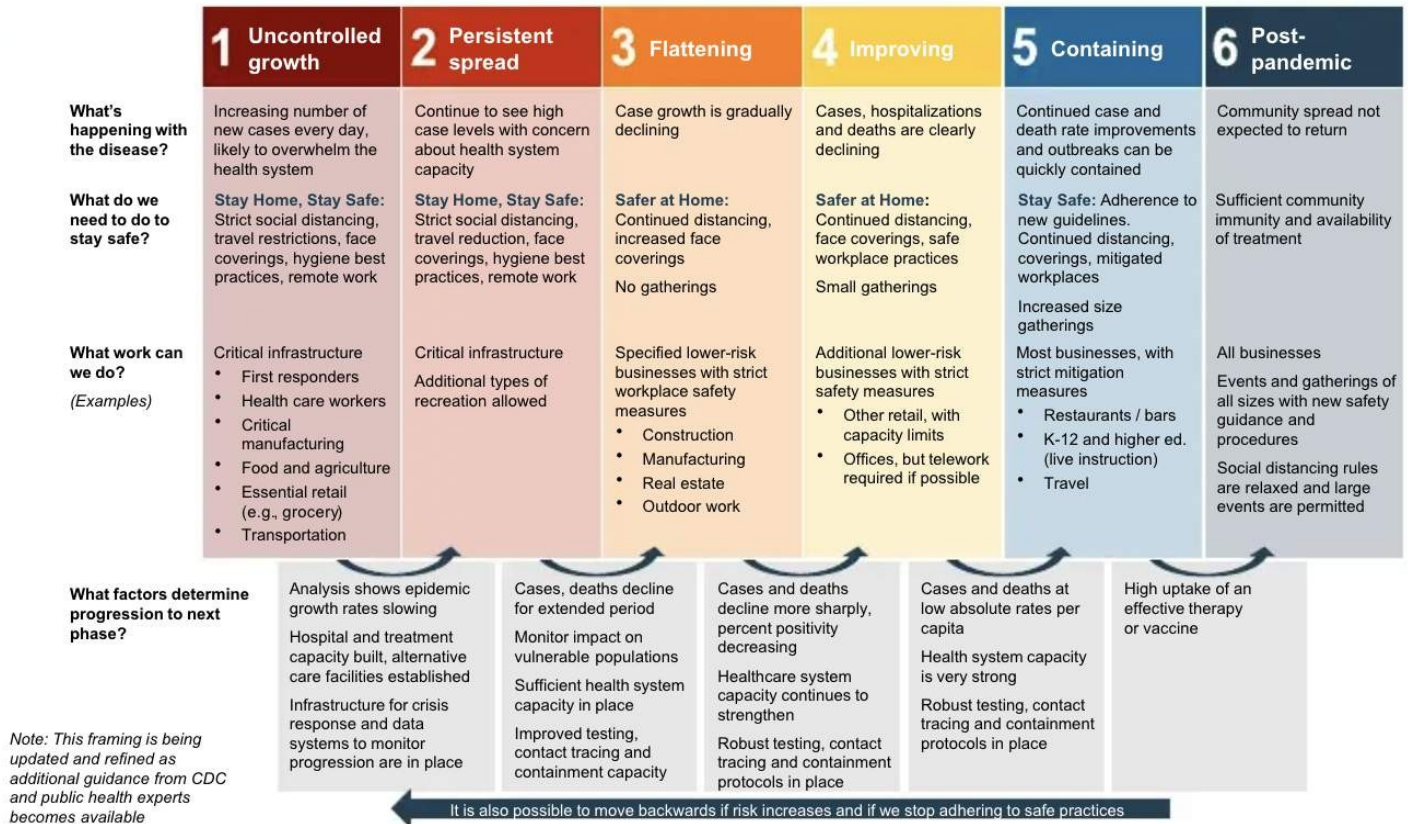 1 Uncontrolled
growth
2 Persistent
spread
3 Flattening
4 Improving
5 Containing
6 Post-
pandemic
What's
happening with
the disease?
Increasing number of
new cases every day,
likely to overwhelm the
health system
Continue to see high
case levels with concern
about health system
capacity
Case growth is gradually
declining
Cases, hospitalizations
and deaths are clearly
declining
Continued case and
death rate improvements
and outbreaks can be
quickly contained
Community spread not
expected to return
What do we
need to do to
stay safe?
Stay Home, Stay Safe:
Strict social distancing,
travel restrictions, face
coverings, hygiene best
practices, remote work
Stay Home, Stay Safe:
Strict social distancing,
travel reduction, face
coverings, hygiene best
practices, remote work
Safer at Home:
Continued distancing,
increased face
coverings
No gatherings
Safer at Home:
Continued distancing,
face coverings, safe
workplace practices
Small gatherings
Stay Safe: Adherence to
new guidelines.
Continued distancing,
coverings, mitigated
workplaces
Increased size
gatherings
Sufficient community
immunity and availability
of treatment
What work can
we do?
(Examples)
Critical infrastructure
• First responders
• Health care workers
• Critical
manufacturing
• Food and agriculture
• Essential retail
(e.g., grocery)
• Transportation
Critical infrastructure
Additional types of
recreation allowed
Specified lower-risk
businesses with strict
workplace safety
measures
• Construction
• Manufacturing
• Real estate
• Outdoor work
Additional lower-risk
businesses with strict
safety measures
• Other retail, with
capacity limits
• Offices, but telework
required if possible
Most businesses, with
strict mitigation
measures
• Restaurants / bars
• K-12 and higher ed.
(live instruction)
• Travel
All businesses
Events and gatherings of
all sizes with new safety
guidance and
procedures
Social distancing rules
are relaxed and large
events are permitted
What factors determine
progression to next
phase?
Analysis shows epidemic
growth rates slowing
Hospital and treatment
capacity built, alternative
care facilities established
Infrastructure for crisis
response and data
systems to monitor
progression are in place
Cases, deaths decline
for extended period
Monitor impact on
vulnerable populations
Sufficient health system
capacity in place
Improved testing,
contact tracing and
containment capacity
Cases and deaths
decline more sharply,
percent positivity
decreasing
Healthcare system
capacity continues to
strengthen
Robust testing, contact
tracing and containment
protocols in place
Cases and deaths at
low absolute rates per
capita
Health system capacity
is very strong
Robust testing, contact
tracing and containment
protocols in place
High uptake of an
effective therapy
or vaccine
Note: This framing is being
updated and refined as
additional guidance from CDC
and public health experts
becomes available
It is also possible to move backwards if risk increases and if we stop adhering to safe practices